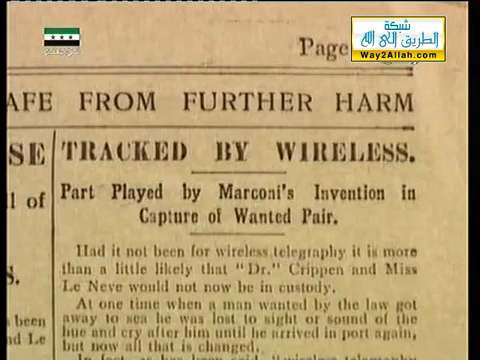 شبكة
الطريق إلى الله
Way2Allah.com
Page
AFE FROM FURTHER HARM
SE
TRACKED BY WIRELESS.
Part Played by Marconi's Invention in
l of
Capture of Wanted Pair.
Had it not been for wireless telegraphy it is more
than a little likely that "Dr." Crippen and Miss
S.
Le Neve would not now be in custody.
At one time when a man wanted by the law got
been
away to sea he was lost to sight or sound of the
nd Le
hue and cry after him until he arrived in port again,
but now all that is changed.